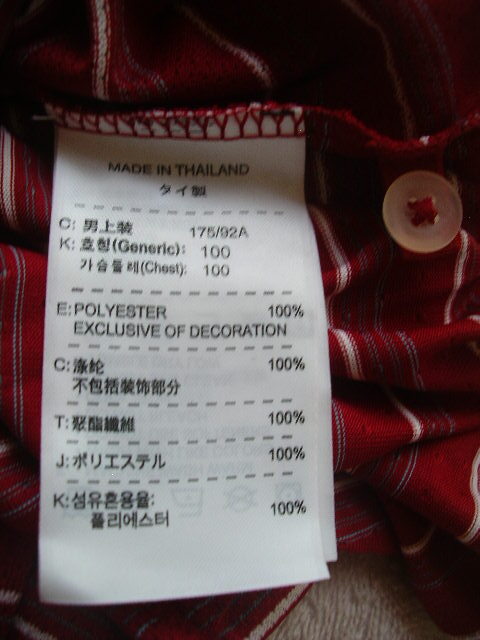 MADE IN THAILAND
タイ製
C: 男上装 175/92A
K: 호칭(Generic): 100
가슴둘레(Chest): 100
E: POLYESTER 100%
EXCLUSIVE OF DECORATION
C: 涤纶 100%
不包括装饰部分
T: 聚酯纖維 100%
J: ポリエステル 100%
K: 섬유혼용율:
폴리에스터 100%